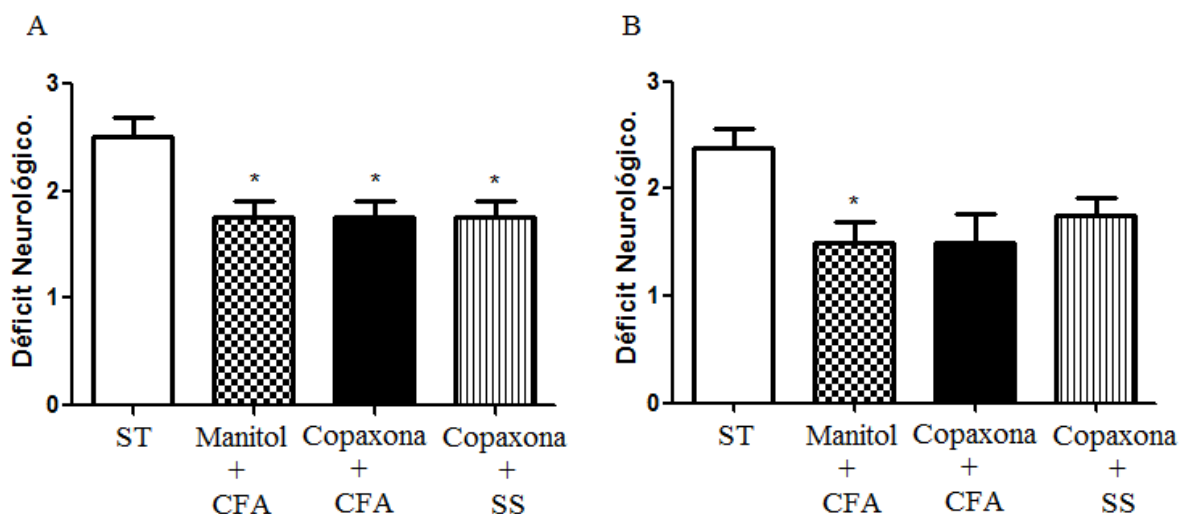 A
Déficit Neurológico.
3
2
1
0
* * *
ST Manitol Copaxona Copaxona
+ + +
CFA CFA SS
B
Déficit Neurológico.
3
2
1
0
*
ST Manitol Copaxona Copaxona
+ + +
CFA CFA SS